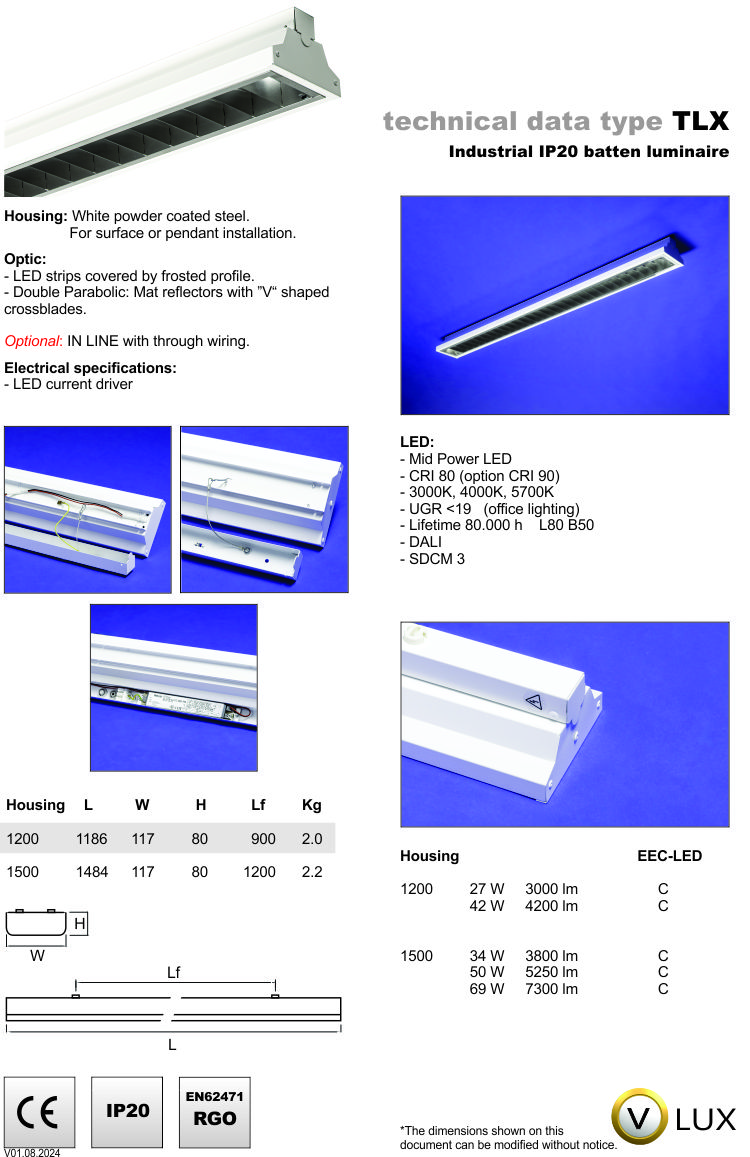 technical data type TLX
Industrial IP20 batten luminaire
Housing: White powder coated steel.
For surface or pendant installation.
Optic:
- LED strips covered by frosted profile.
- Double Parabolic: Mat reflectors with ”V“ shaped
crossblades.
Optional: IN LINE with through wiring.
Electrical specifications:
- LED current driver
LED:
- Mid Power LED
- CRI 80 (option CRI 90)
- 3000K, 4000K, 5700K
- UGR <19 (office lighting)
- Lifetime 80.000 h L80 B50
- DALI
- SDCM 3
Housing L W H Lf Kg
1200 1186 117 80 900 2.0
1500 1484 117 80 1200 2.2
H
W
Lf
L
Housing EEC-LED
1200 27 W 3000 lm C
42 W 4200 lm C
1500 34 W 3800 lm C
50 W 5250 lm C
69 W 7300 lm C
CE
IP20
EN62471
RGO
V01.08.2024
*The dimensions shown on this
document can be modified without notice.
V LUX